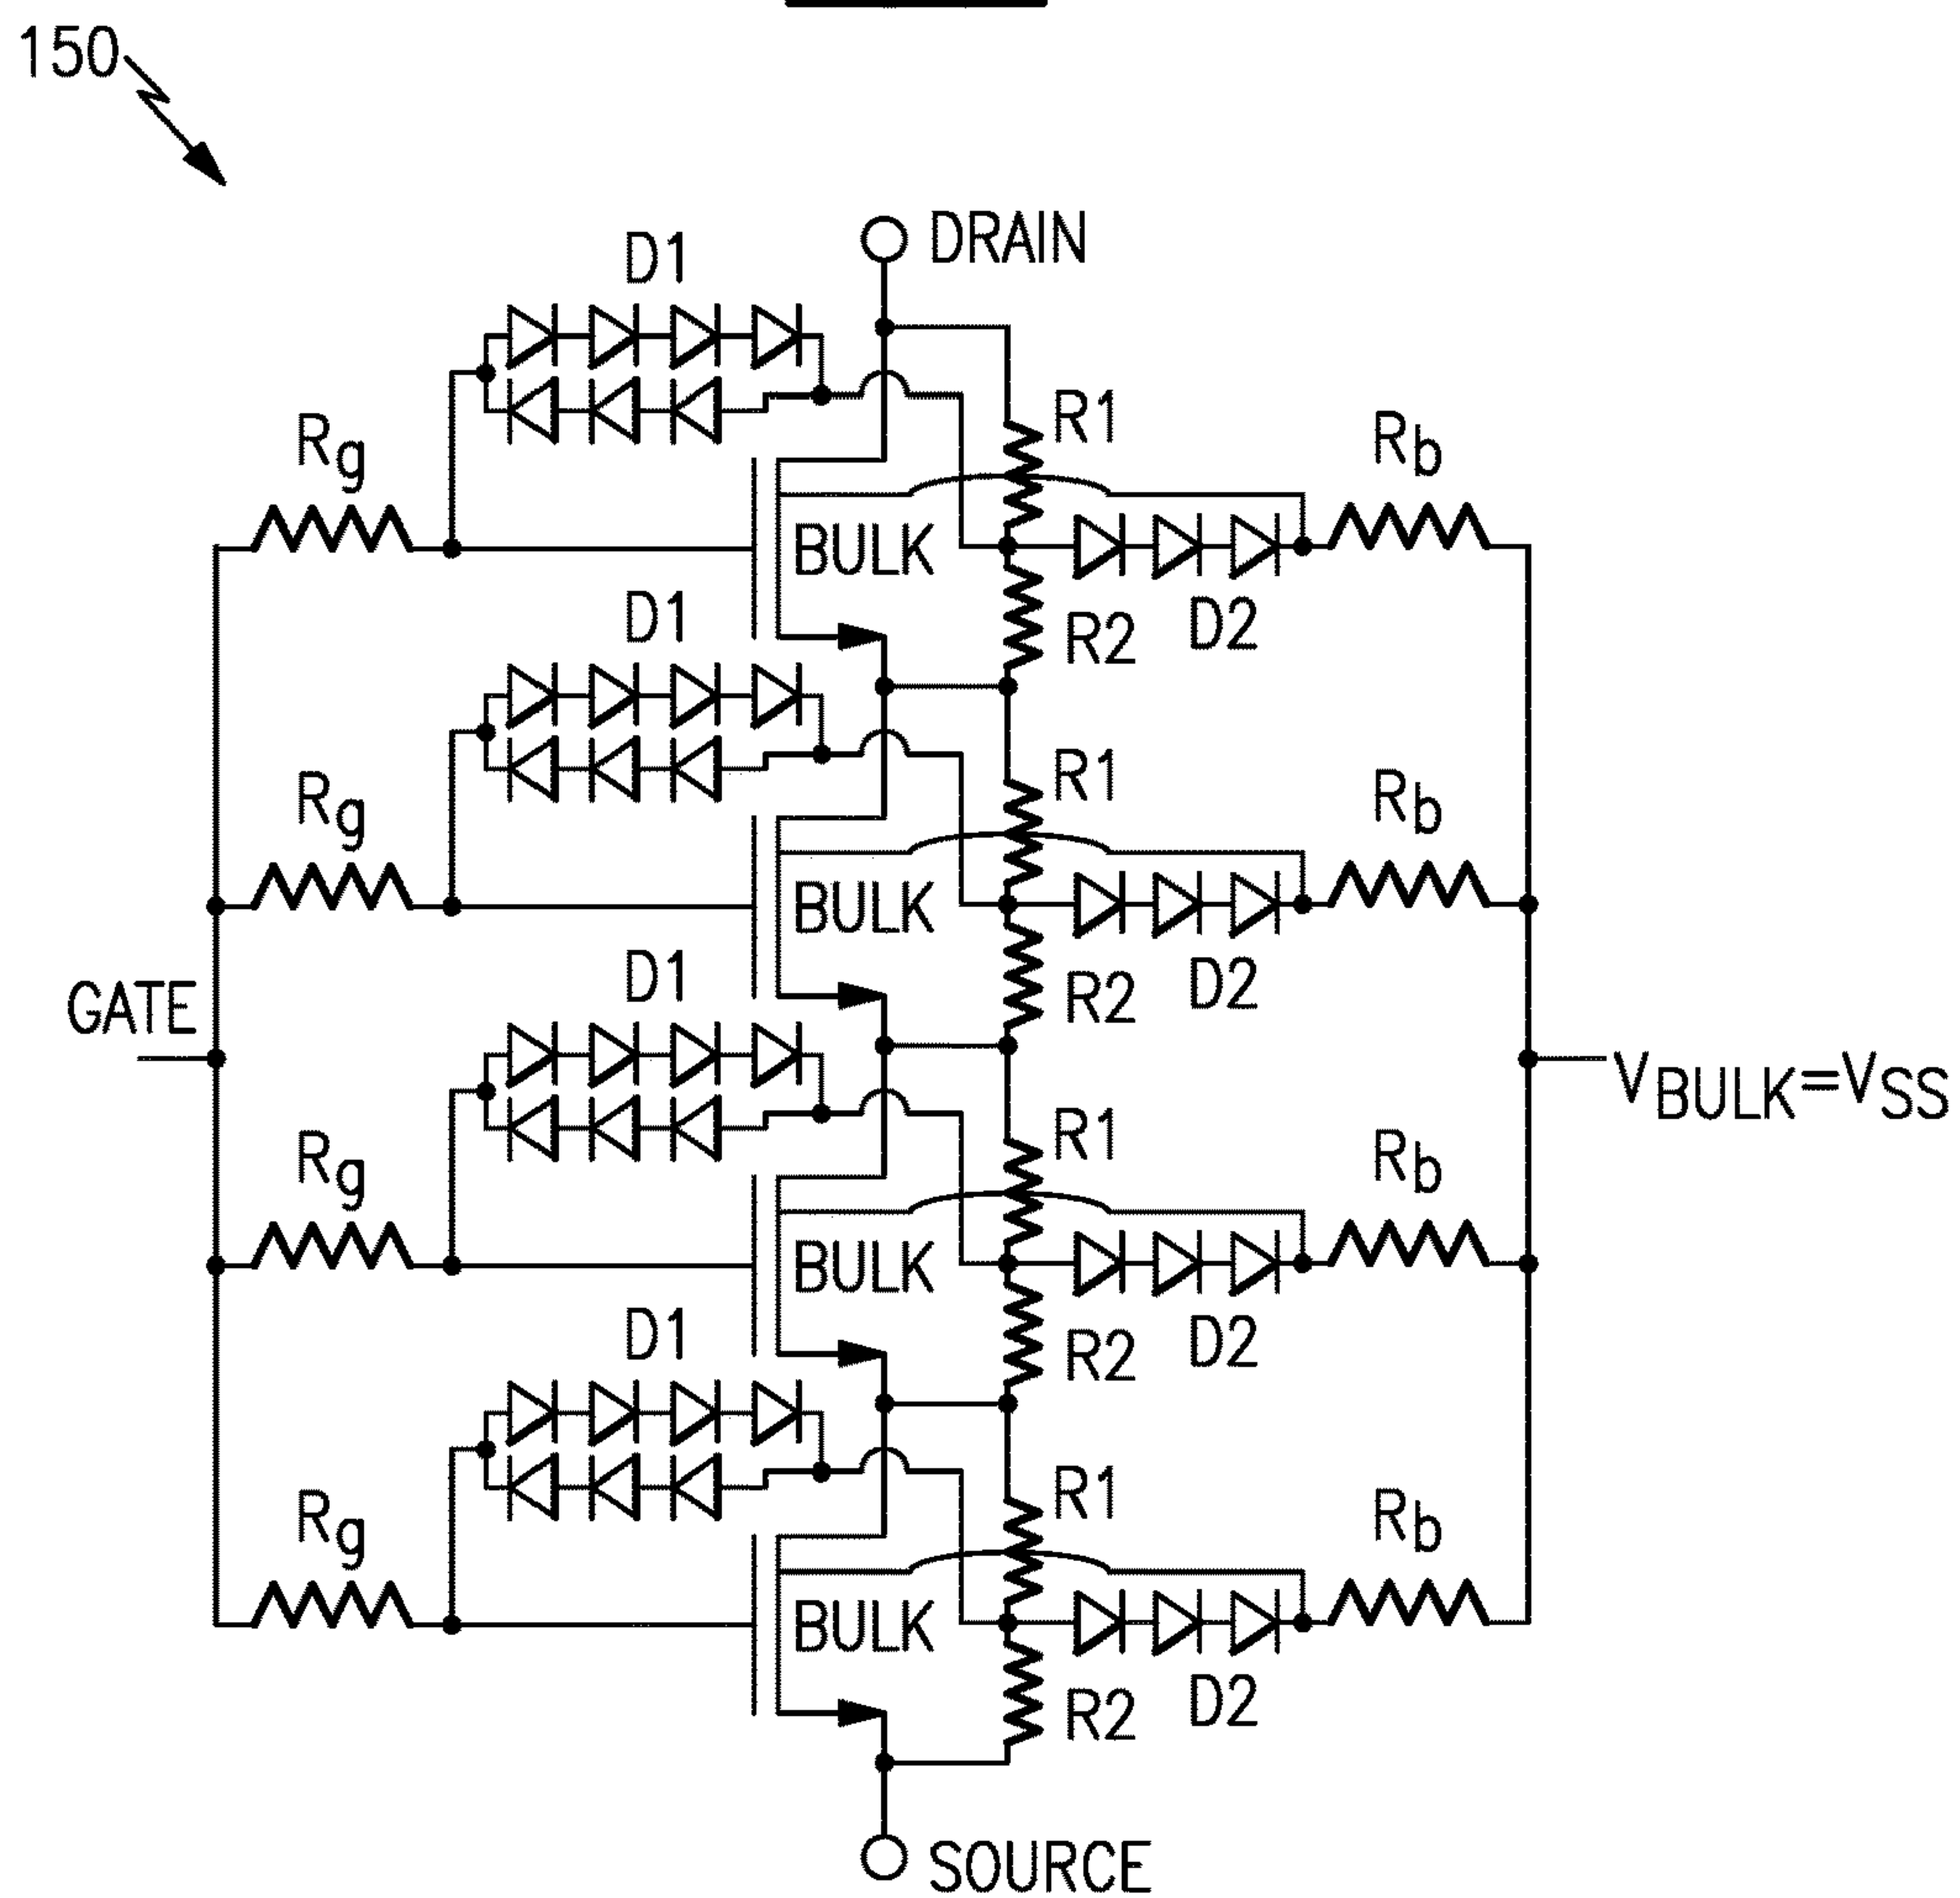 150
DRAIN
D1
R1
Rb
Rg
BULK
R2
D2
D1
R1
Rb
Rg
BULK
R2
D2
GATE
D1
VBULK=VSS
R1
Rb
Rg
BULK
R2
D2
D1
R1
Rb
Rg
BULK
R2
D2
SOURCE